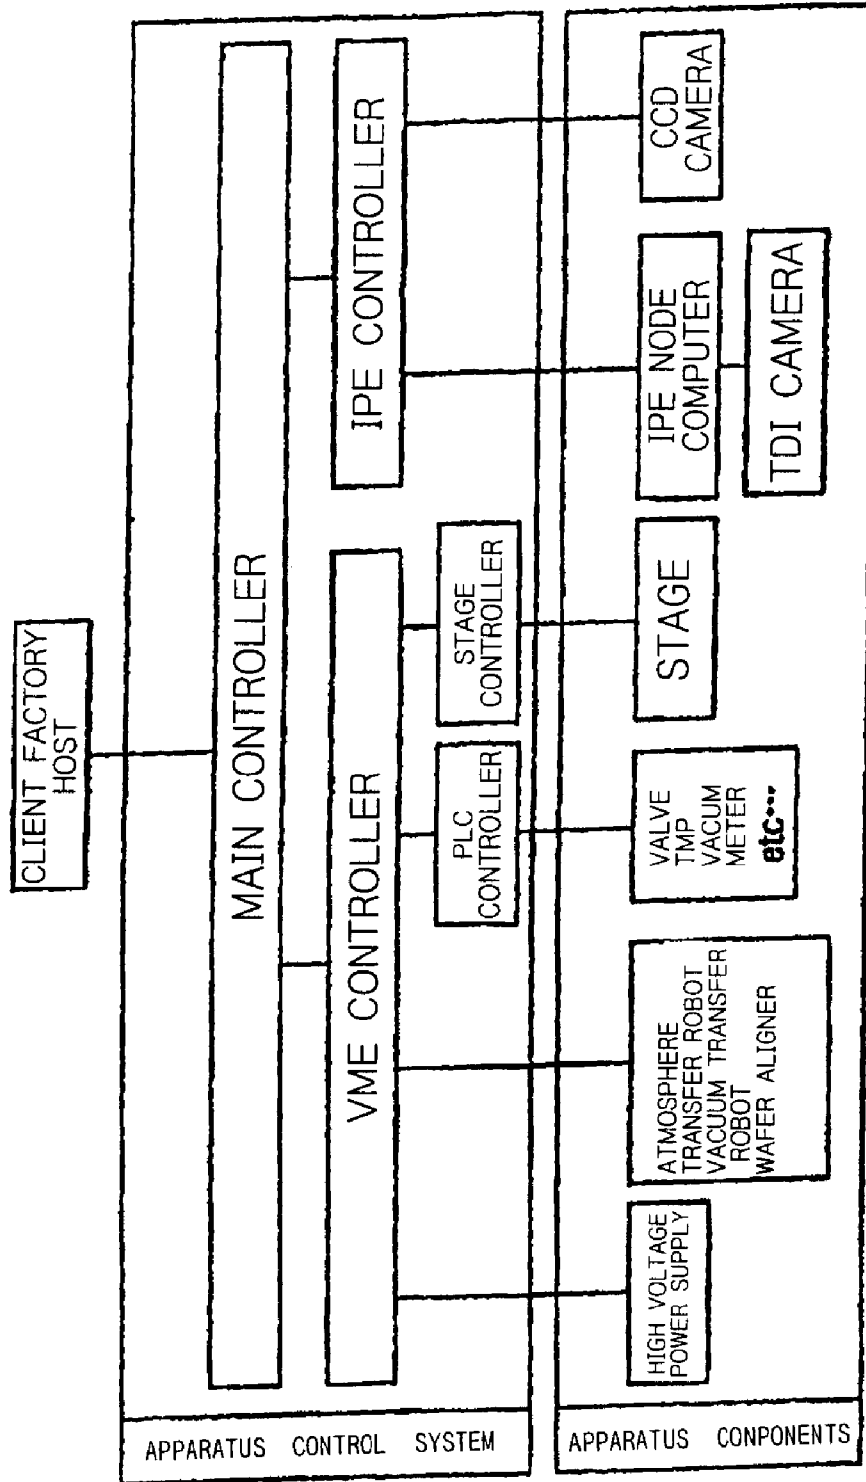 CLIENT FACTORY
HOST
APPARATUS CONTROL SYSTEM
MAIN CONTROLLER
VME CONTROLLER
IPE CONTROLLER
PLC
CONTROLLER
STAGE
CONTROLLER
APPARATUS CONPONENTS
HIGH VOLTAGE
POWER SUPPLY
ATMOSPHERE
TRANSFER ROBOT
VACUUM TRANSFER
ROBOT
WAFER ALIGNER
VALVE
TMP
VACUM
METER
etc•••
STAGE
IPE NODE
COMPUTER
TDI CAMERA
CCD
CAMERA